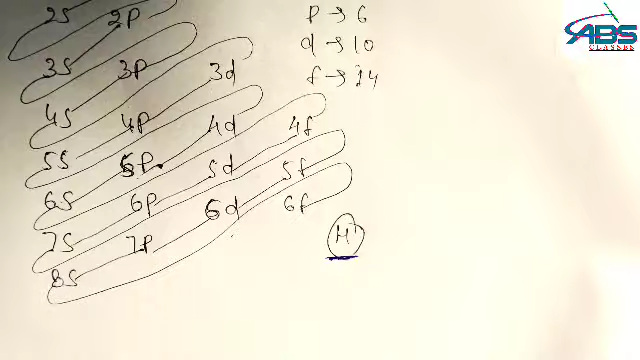 2s 2p
3s 3p 3d
4s 4p 4d 4f
5s 5p 5d 5f
6s 6p 6d 6f
7s 7p
8s
p → 6
d → 10
f → 14
ABS
CLASSES